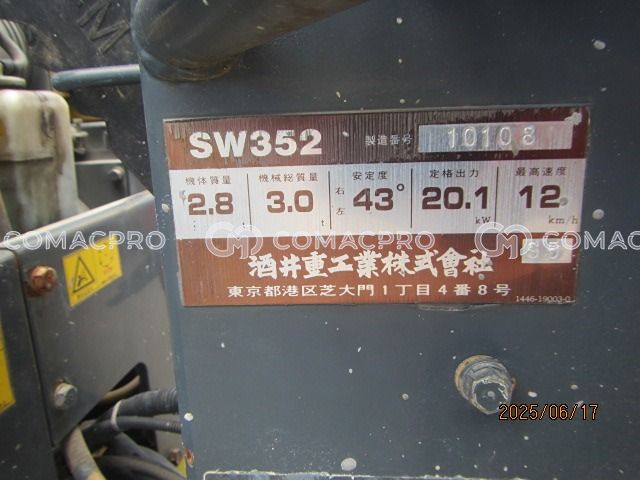 SW352 製造番号 10108
機体質量 機械総質量 安定度 定格出力 最高速度
2.8 t 3.0 t 右左 43° 20.1 kW 12 km/h
COMACPRO COMACPRO COMACPRO
酒井重工業株式會社
東京都港区芝大門1丁目4番8号
1446-19003-0
2025/06/17